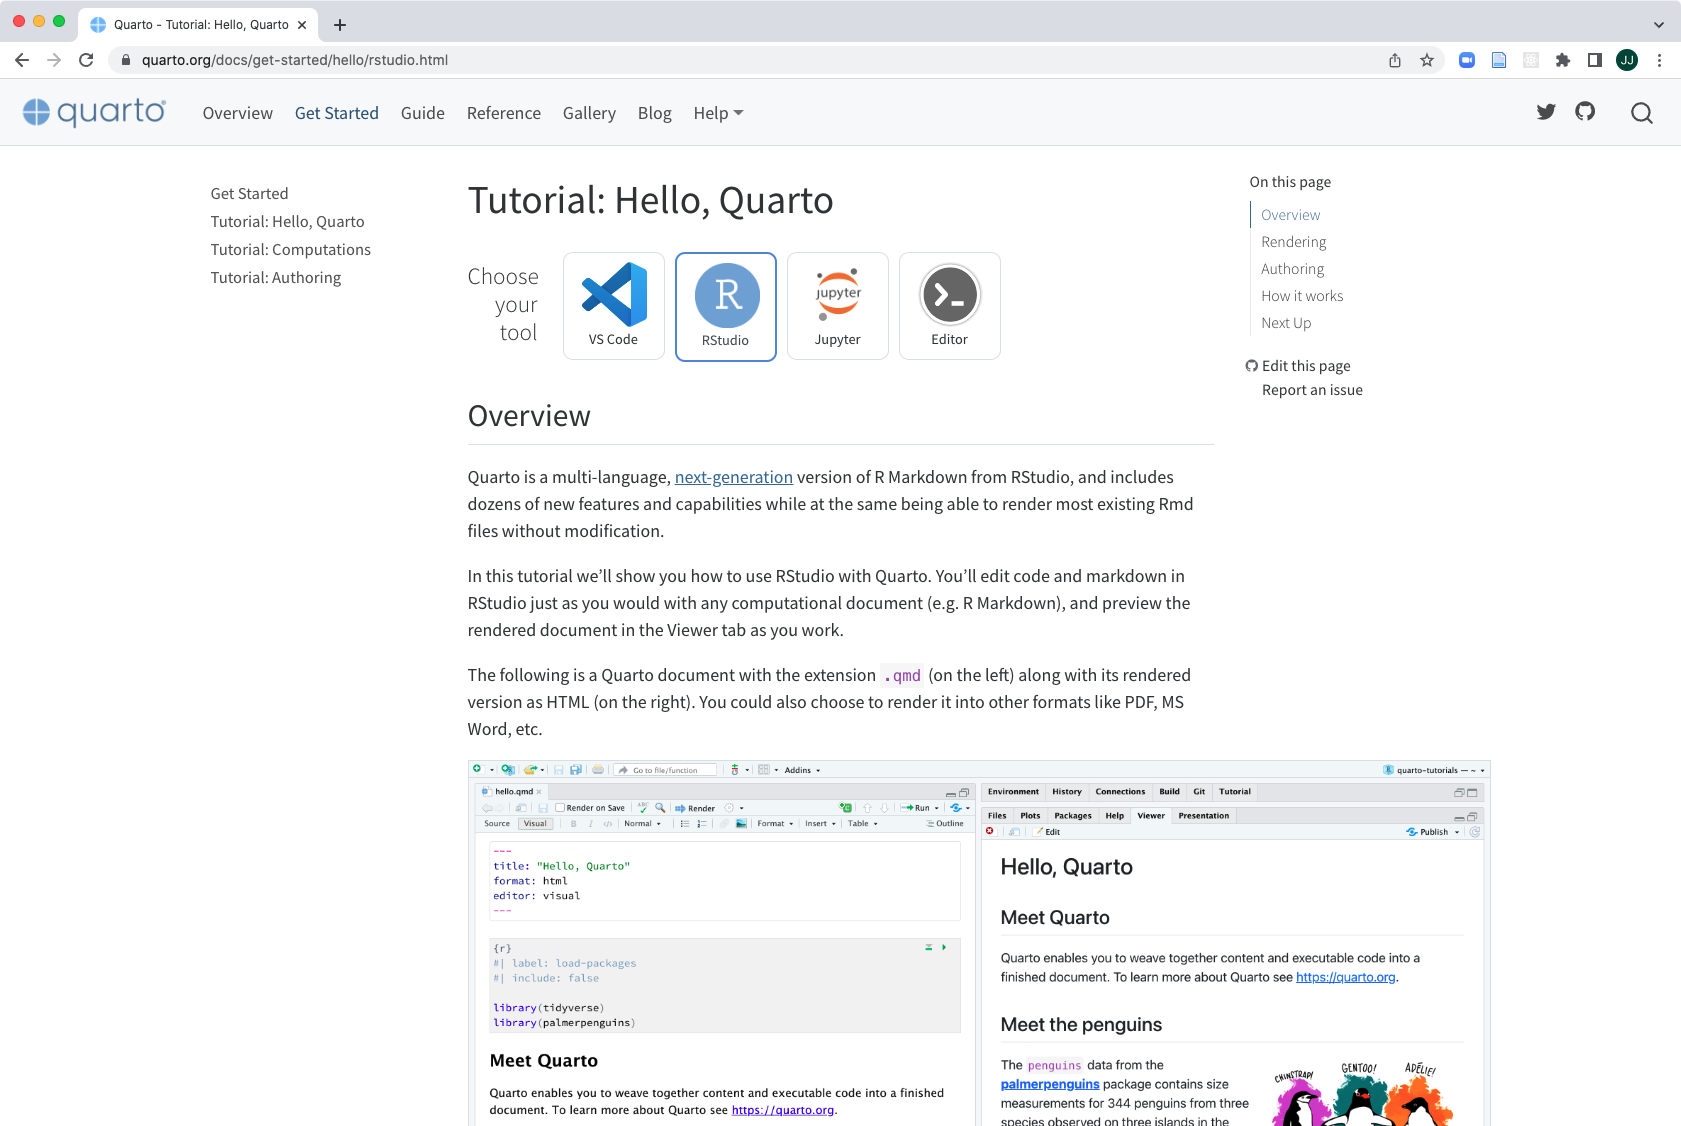 Quarto - Tutorial: Hello, Quarto
quarto.org/docs/get-started/hello/rstudio.html
JJ
quarto
Overview Get Started Guide Reference Gallery Blog Help
Get Started
Tutorial: Hello, Quarto
Tutorial: Computations
Tutorial: Authoring
Tutorial: Hello, Quarto
Choose
your
tool
VS Code
R
RStudio
jupyter
Jupyter
Editor
On this page
Overview
Rendering
Authoring
How it works
Next Up
Edit this page
Report an issue
Overview
Quarto is a multi-language, next-generation version of R Markdown from RStudio, and includes
dozens of new features and capabilities while at the same being able to render most existing Rmd
files without modification.
In this tutorial we’ll show you how to use RStudio with Quarto. You’ll edit code and markdown in
RStudio just as you would with any computational document (e.g. R Markdown), and preview the
rendered document in the Viewer tab as you work.
The following is a Quarto document with the extension .qmd (on the left) along with its rendered
version as HTML (on the right). You could also choose to render it into other formats like PDF, MS
Word, etc.
Go to file/function Addins
quarto-tutorials — ~
hello.qmd
Render on Save ABC Render Run
Source Visual B I </> Normal Format Insert Table Outline
---
title: "Hello, Quarto"
format: html
editor: visual
---
{r}
#| label: load-packages
#| include: false
library(tidyverse)
library(palmerpenguins)
Meet Quarto
Quarto enables you to weave together content and executable code into a finished
document. To learn more about Quarto see https://quarto.org.
Environment History Connections Build Git Tutorial
Files Plots Packages Help Viewer Presentation
Edit Publish
Hello, Quarto
Meet Quarto
Quarto enables you to weave together content and executable code into a
finished document. To learn more about Quarto see https://quarto.org.
Meet the penguins
The penguins data from the
palmerpenguins package contains size
measurements for 344 penguins from three
species observed on three islands in the
CHINSTRAP! GENTOO! ADÉLIE!